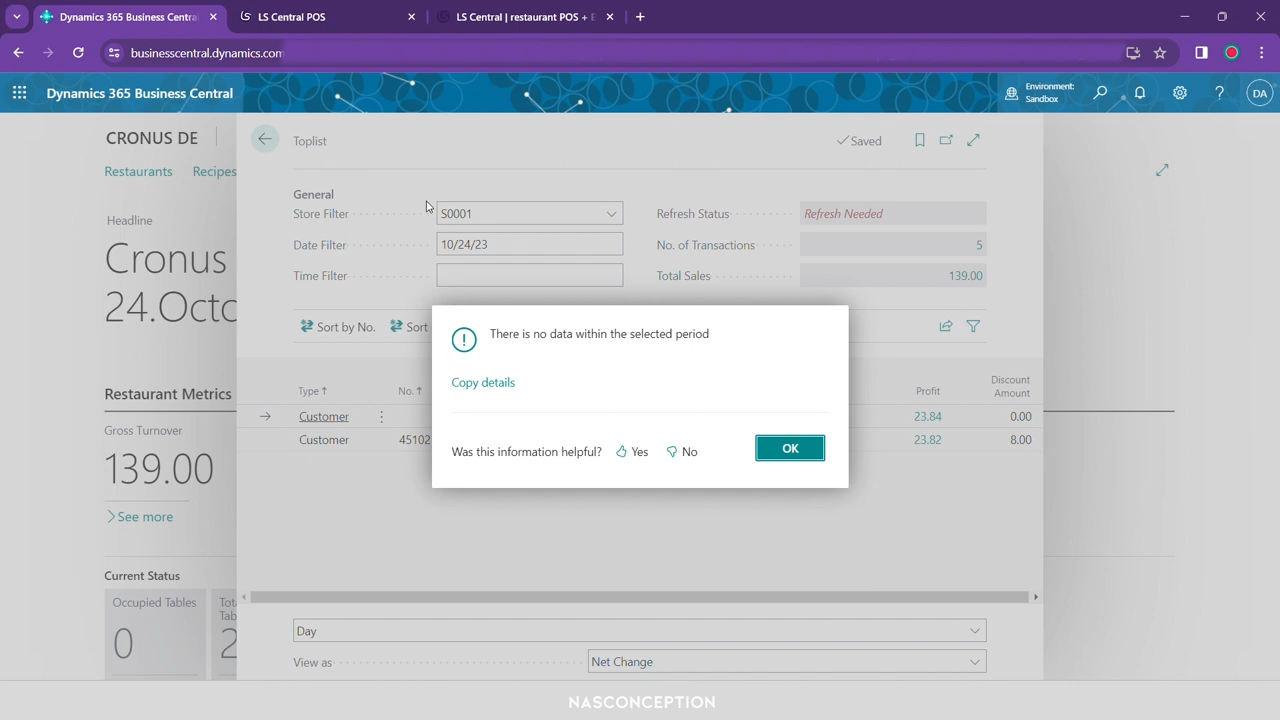 Dynamics 365 Business Central
LS Central POS
LS Central | restaurant POS + E
businesscentral.dynamics.com
Dynamics 365 Business Central
Environment:
Sandbox
DA
CRONUS DE
Toplist
Saved
Restaurants
Recipes
General
Store Filter
S0001
Refresh Status
Refresh Needed
Headline
Date Filter
10/24/23
No. of Transactions
5
Cronus
Time Filter
Total Sales
139.00
24.Octo
Sort by No.
Sort
There is no data within the selected period
Copy details
Was this information helpful?
Yes
No
OK
Restaurant Metrics
Type ↑
No. ↑
Profit
Discount
Amount
Customer
23.84
0.00
Gross Turnover
Customer
45102
23.82
8.00
139.00
See more
Current Status
Occupied Tables
Tota
Tab
0
2
Day
View as
Net Change
NASCONCEPTION